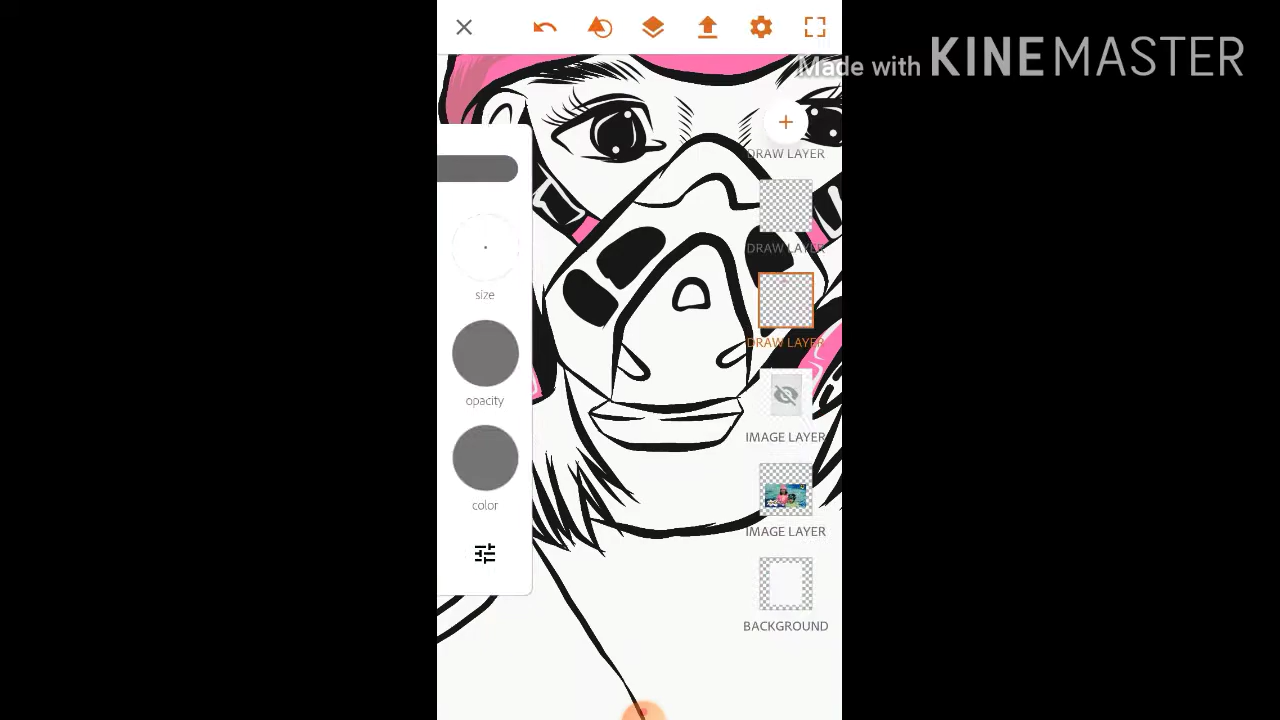 Made with KINEMASTER
DRAW LAYER
DRAW LAYER
size
DRAW LAYER
opacity
IMAGE LAYER
color
IMAGE LAYER
BACKGROUND